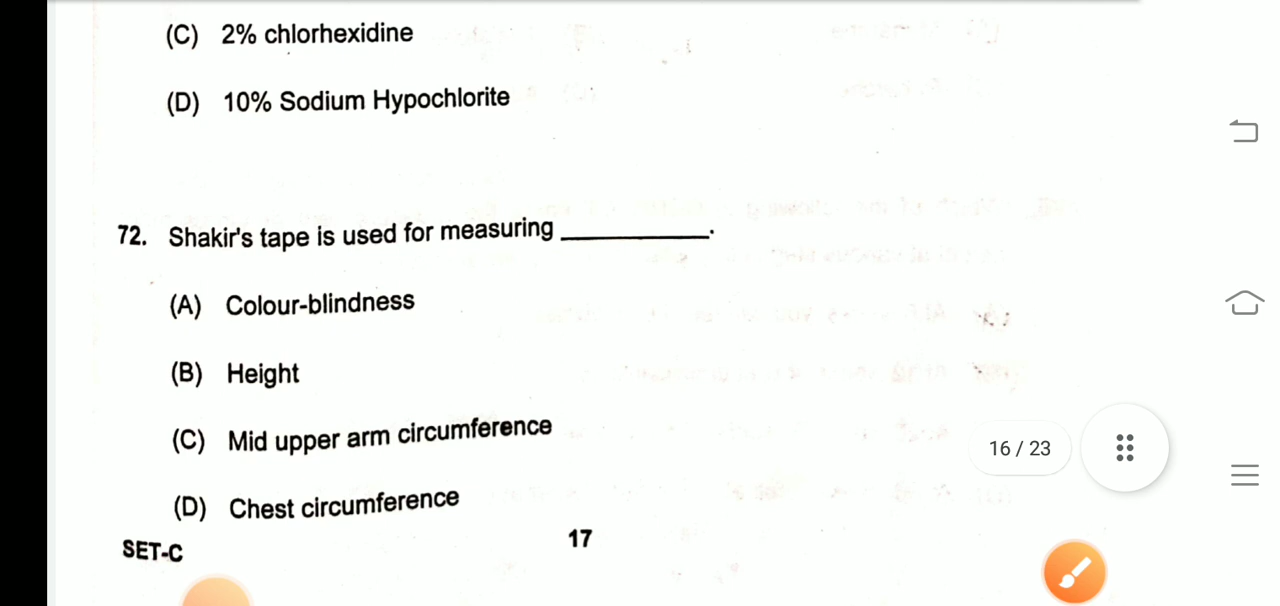 (C) 2% chlorhexidine
(D) 10% Sodium Hypochlorite
72. Shakir's tape is used for measuring ___________.
(A) Colour-blindness
(B) Height
(C) Mid upper arm circumference
(D) Chest circumference
16 / 23
SET-C 17